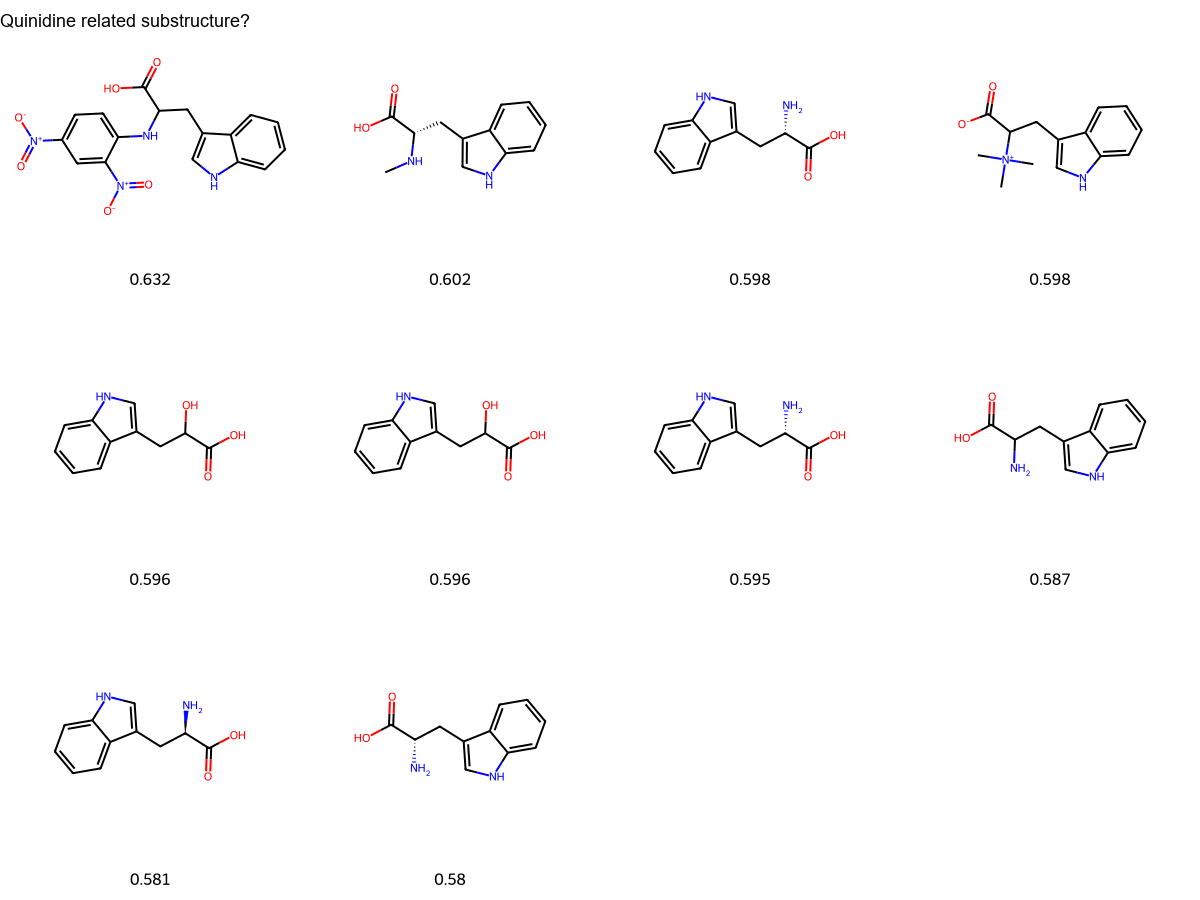 Quinidine related substructure?
O
HO
O⁻
N⁺
O
NH
N⁺
O
O⁻
N
H
O
HO
NH
N
H
HN
NH₂
OH
O
O
O⁻
N⁺
N
H
0.632 0.602 0.598 0.598
HN
OH
OH
O
HN
OH
OH
O
HN
NH₂
OH
O
O
HO
NH₂
NH
0.596 0.596 0.595 0.587
HN
NH₂
OH
O
O
HO
NH₂
NH
0.581 0.58